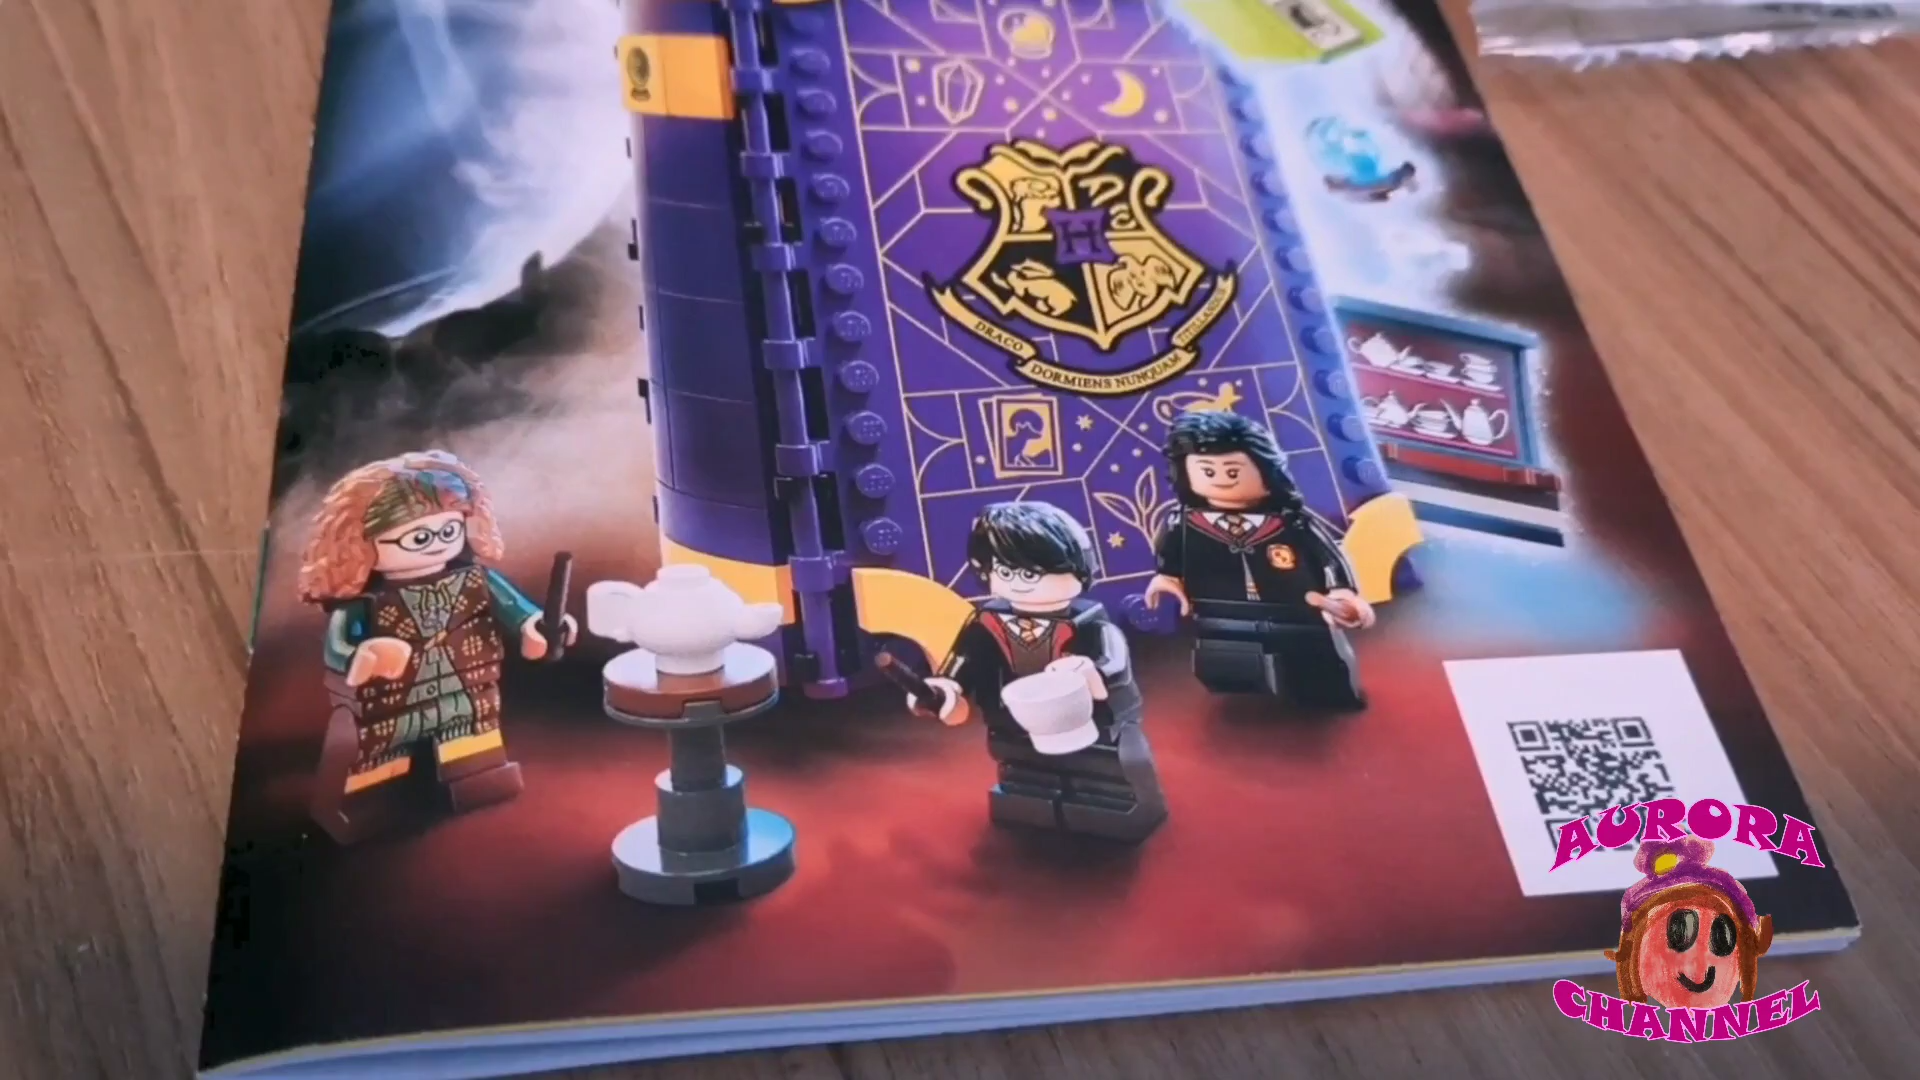 H
DRACO
DORMIENS NUNQUAM
TITILLANDUS
AURORA
CHANNEL